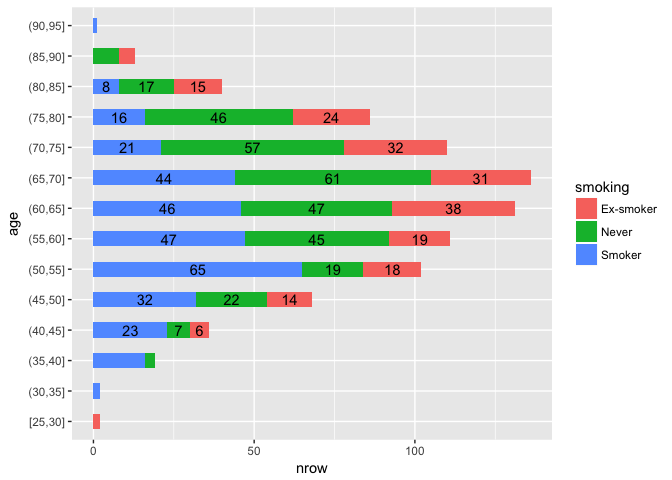 (90,95]
(85,90]
(80,85] 8 17 15
(75,80] 16 46 24
(70,75] 21 57 32
(65,70] 44 61 31
(60,65] 46 47 38
(55,60] 47 45 19
(50,55] 65 19 18
(45,50] 32 22 14
(40,45] 23 7 6
(35,40]
(30,35]
[25,30]
age
0 50 100
nrow
smoking
Ex-smoker
Never
Smoker